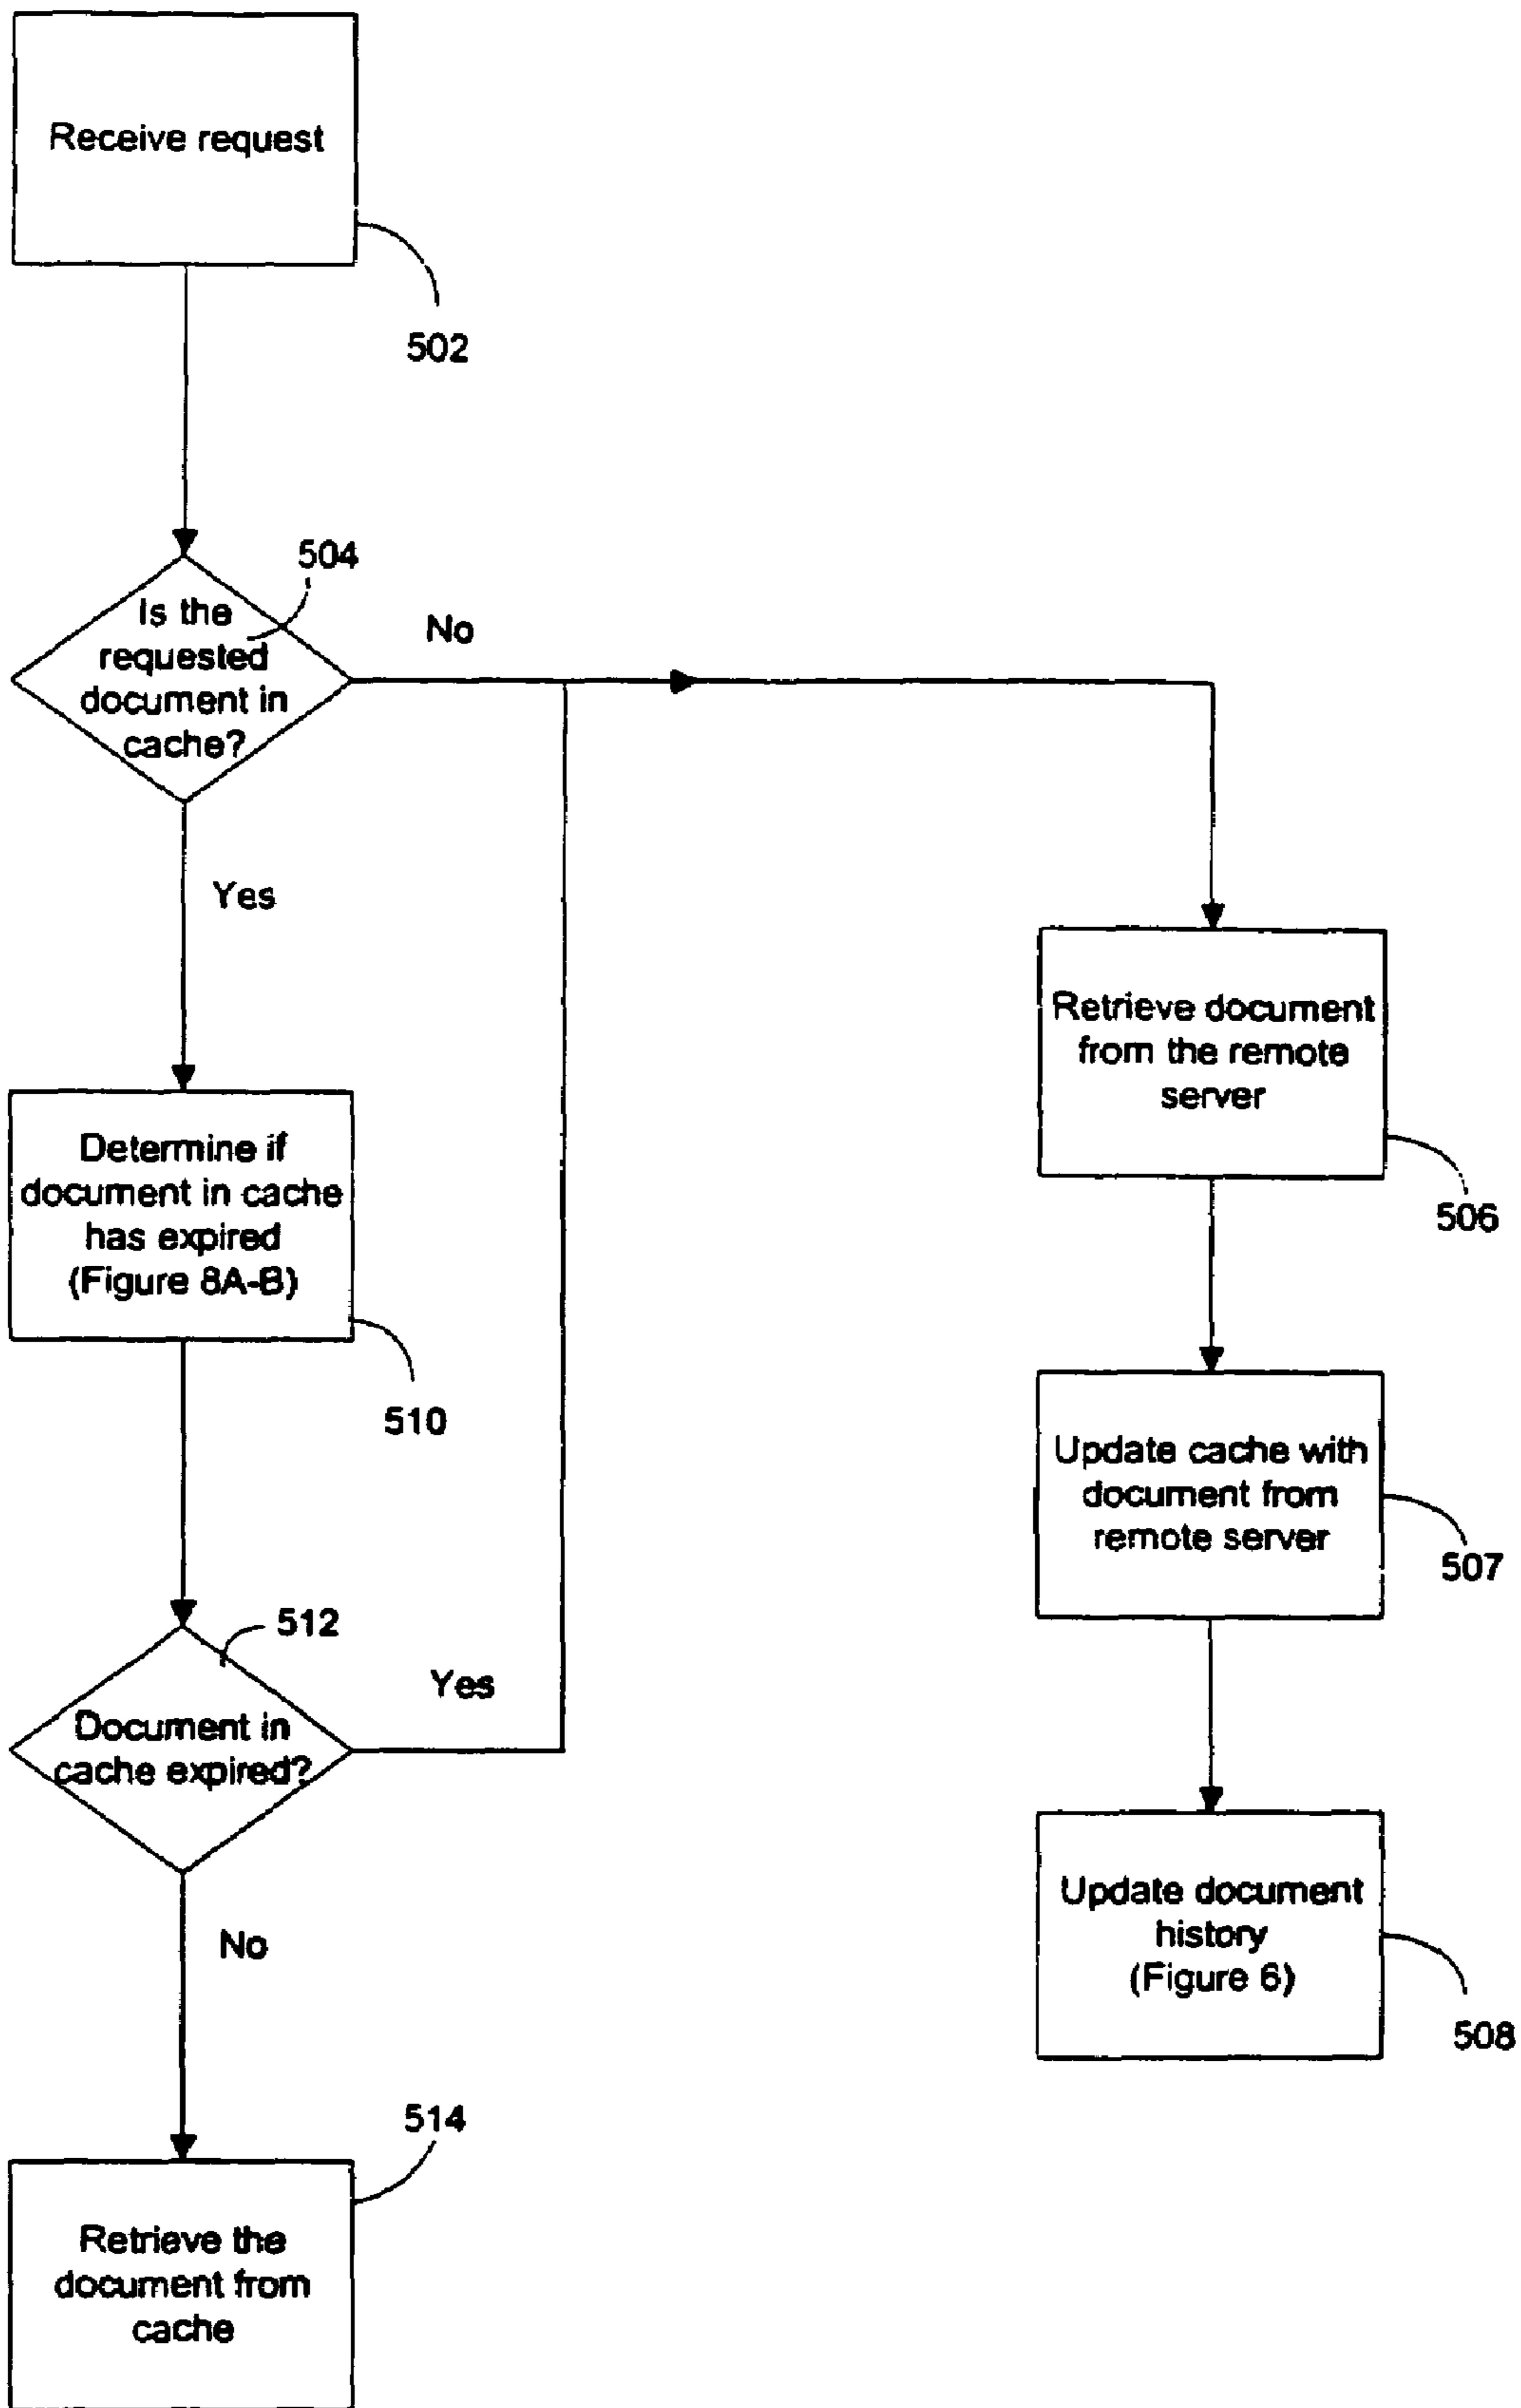 Receive request
502
504
Is the
requested
document in
cache?
No
Yes
Retrieve document
from the remote
server
506
Determine if
document in cache
has expired
(Figure 8A-B)
510
Update cache with
document from
remote server
507
512
Document in
cache expired?
Yes
No
Update document
history
(Figure 6)
508
514
Retrieve the
document from
cache